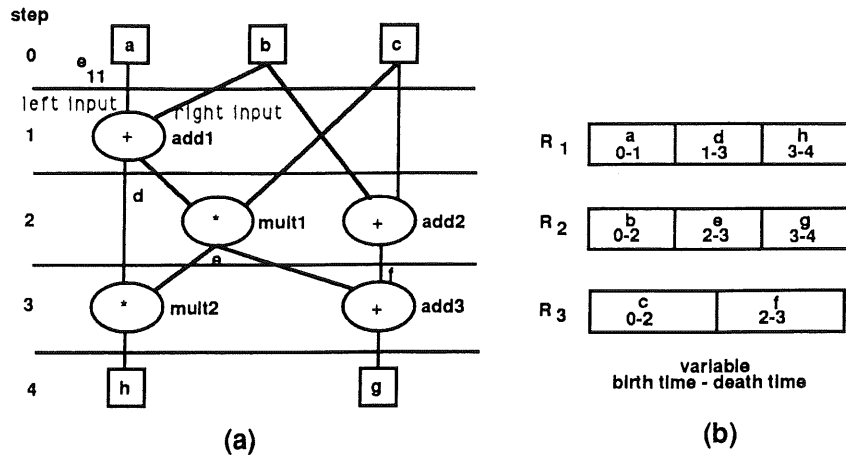 step
0
a
b
c
e 11
left input
right input
1
+
add1
d
2
*
mult1
+
add2
e
f
3
*
mult2
+
add3
4
h
g
(a)
R 1
a
0-1
d
1-3
h
3-4
R 2
b
0-2
e
2-3
g
3-4
R 3
c
0-2
f
2-3
variable
birth time - death time
(b)